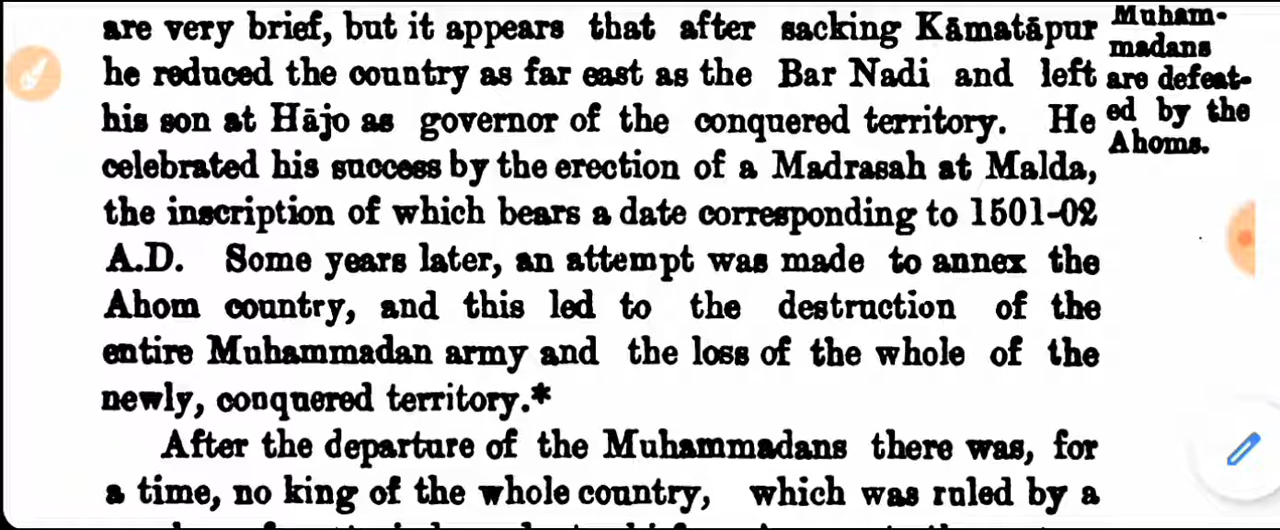 are very brief, but it appears that after sacking Kāmatāpur
he reduced the country as far east as the Bar Nadi and left
his son at Hājo as governor of the conquered territory. He
celebrated his success by the erection of a Madrasah at Malda,
the inscription of which bears a date corresponding to 1501-02
A.D. Some years later, an attempt was made to annex the
Ahom country, and this led to the destruction of the
entire Muhammadan army and the loss of the whole of the
newly, conquered territory.*
After the departure of the Muhammadans there was, for
a time, no king of the whole country, which was ruled by a
Muham-
madans
are defeat-
ed by the
Ahoms.